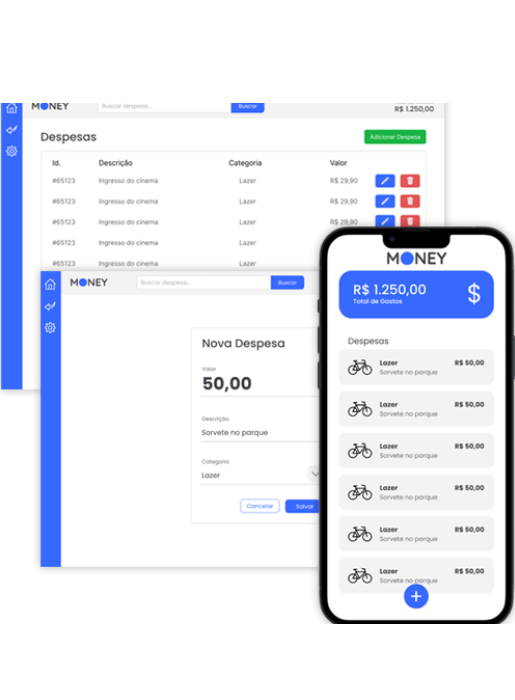 MONEY
Buscar despesa...
Buscar
R$ 1.250,00
Despesas
Adicionar Despesa
Id. Descrição Categoria Valor
#65123 Ingresso do cinema Lazer R$ 29,90
#65123 Ingresso do cinema Lazer R$ 29,90
#65123 Ingresso do cinema Lazer R$ 29,90
#65123 Ingresso do cinema Lazer
#65123 Ingresso do cinema Lazer
MONEY
Buscar despesa...
Buscar
Nova Despesa
Valor
50,00
Descrição
Sorvete no parque
Categoria
Lazer
Cancelar
Salvar
MONEY
R$ 1.250,00
Total de Gastos
$
Despesas
Lazer R$ 50,00
Sorvete no parque
Lazer R$ 50,00
Sorvete no parque
Lazer R$ 50,00
Sorvete no parque
Lazer R$ 50,00
Sorvete no parque
Lazer R$ 50,00
Sorvete no parque
Lazer R$ 50,00
Sorvete no parque
+